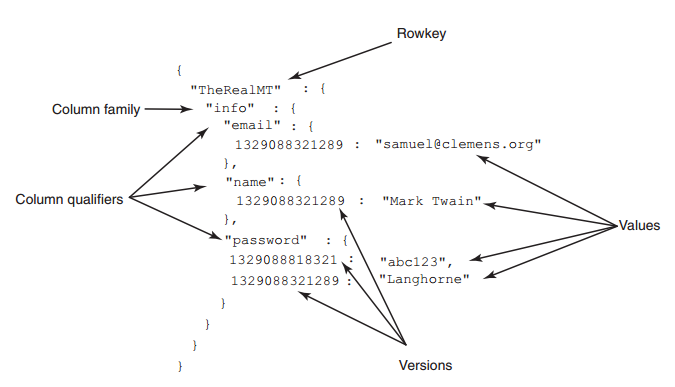 Rowkey
{
"TheRealMT" : {
Column family
"info" : {
"email" : {
1329088321289 : "samuel@clemens.org"
},
"name" : {
Column qualifiers
1329088321289 : "Mark Twain"
},
Values
"password" : {
1329088818321 : "abc123",
1329088321289 : "Langhorne"
}
}
}
}
Versions